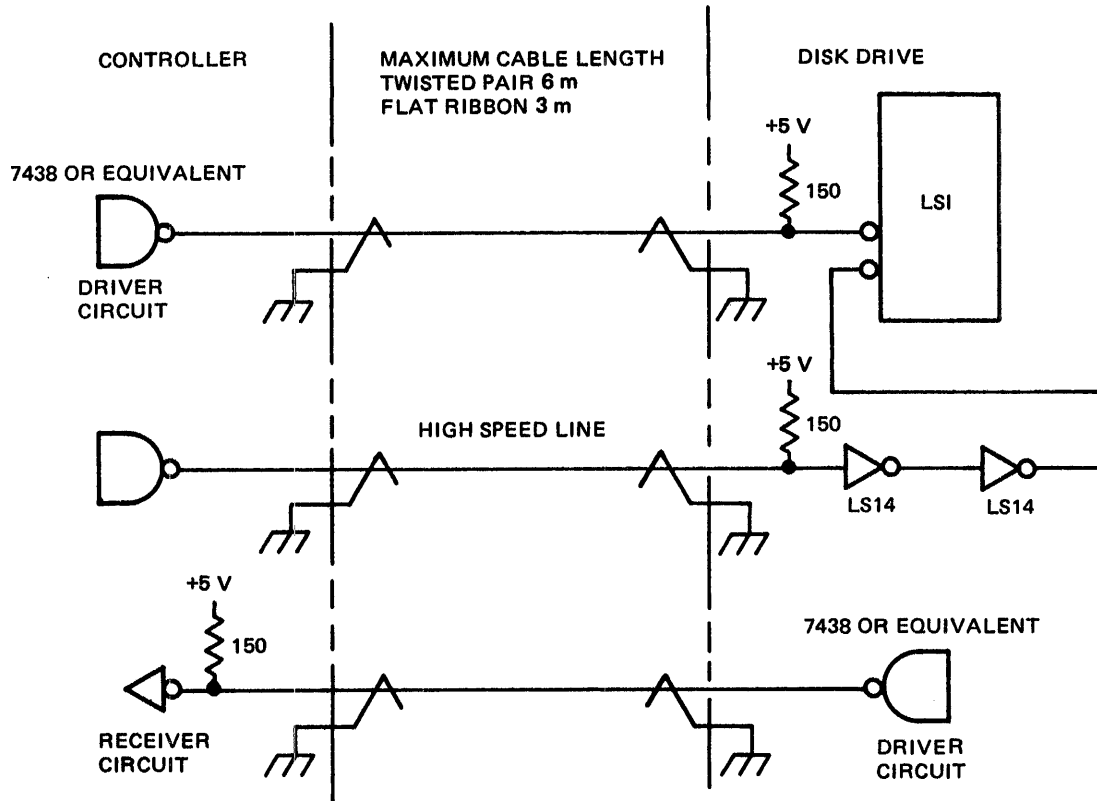 CONTROLLER
MAXIMUM CABLE LENGTH
TWISTED PAIR 6 m
FLAT RIBBON 3 m
DISK DRIVE
+5 V
7438 OR EQUIVALENT
150
LSI
DRIVER
CIRCUIT
+5 V
HIGH SPEED LINE
150
LS14
LS14
+5 V
150
7438 OR EQUIVALENT
RECEIVER
CIRCUIT
DRIVER
CIRCUIT